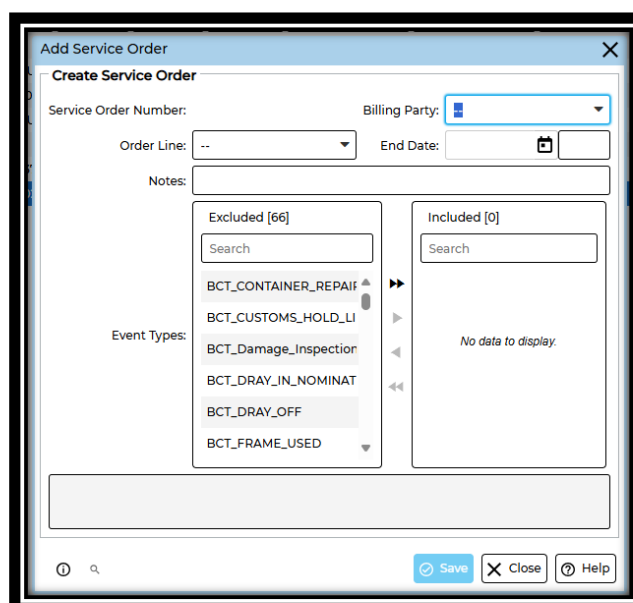 Add Service Order
Create Service Order
Service Order Number:
Billing Party: --
Order Line: --
End Date:
Notes:
Event Types:
Excluded [66]
Search
BCT_CONTAINER_REPAIR
BCT_CUSTOMS_HOLD_LI
BCT_Damage_Inspection
BCT_DRAY_IN_NOMINAT
BCT_DRAY_OFF
BCT_FRAME_USED
Included [0]
Search
No data to display.
Save
Close
Help